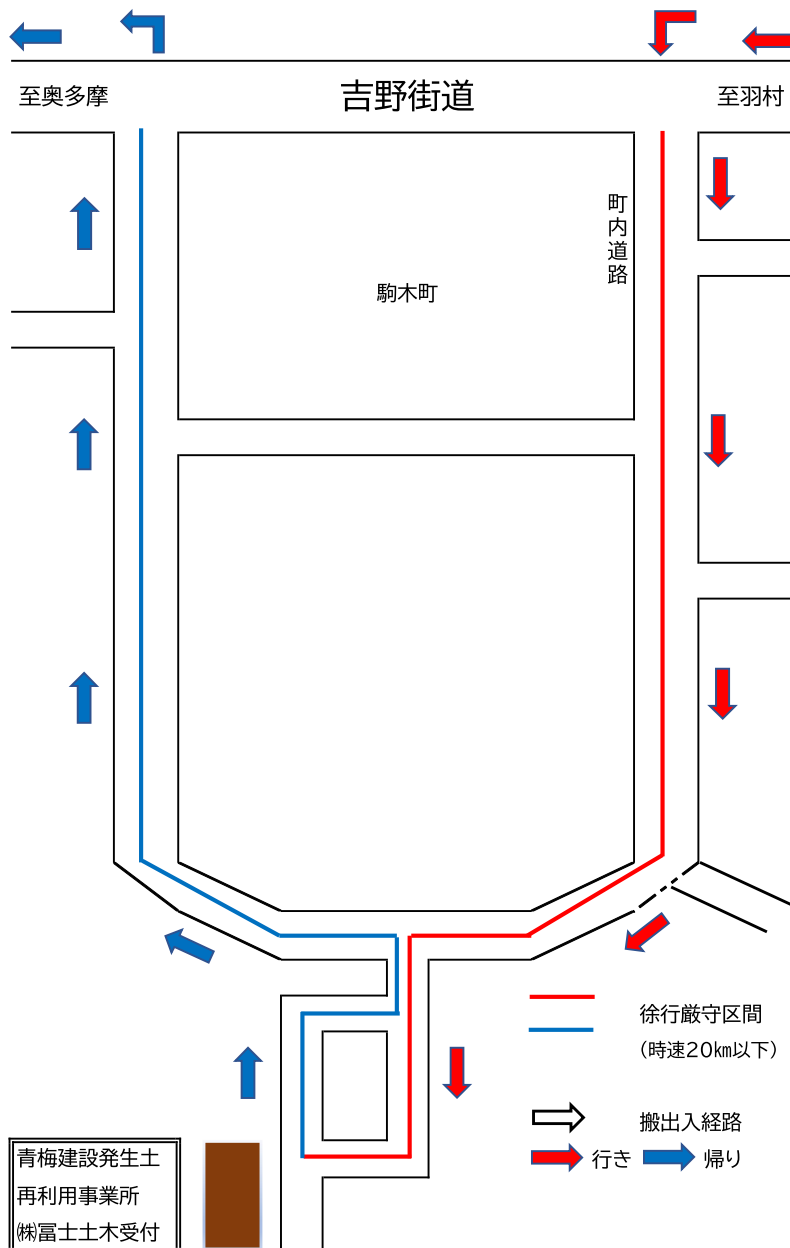 至奥多摩
吉野街道
至羽村
町内道路
駒木町
徐行厳守区間
（時速20㎞以下）
搬出入経路
行き
帰り
青梅建設発生土
再利用事業所
㈱冨士土木受付